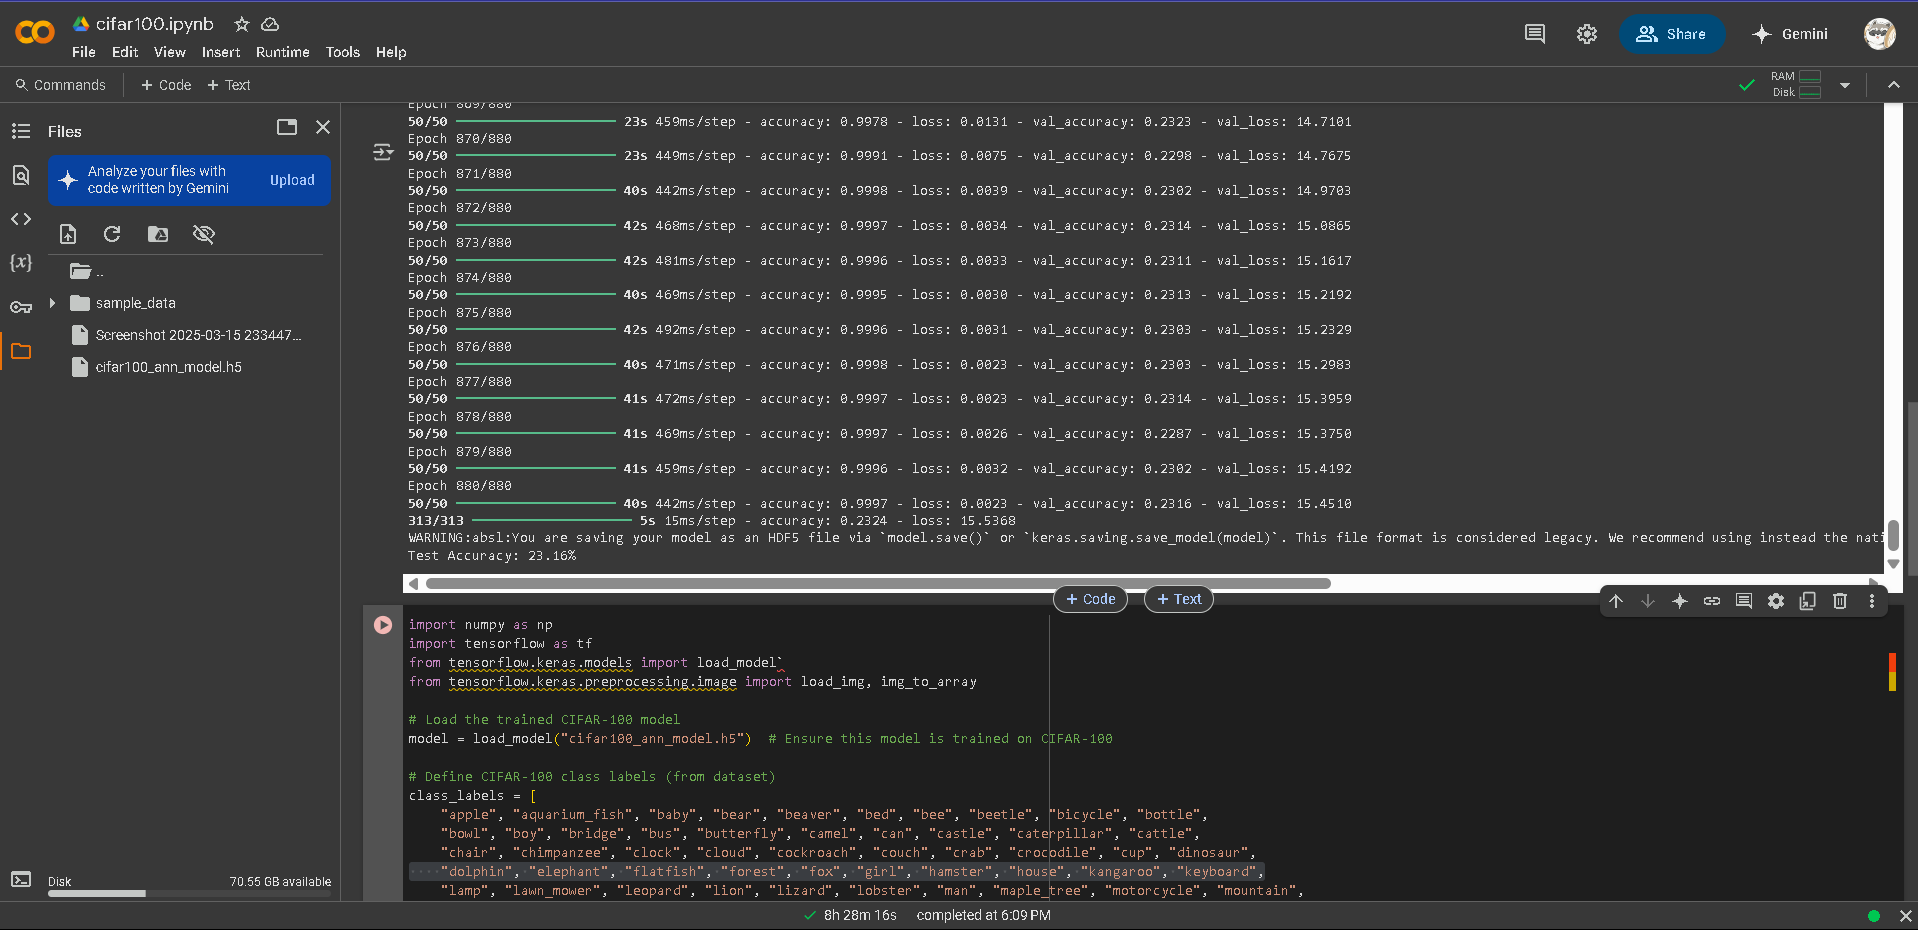 cifar100.ipynb
File Edit View Insert Runtime Tools Help
Share
Gemini
Commands + Code + Text
RAM
Disk
Files
Analyze your files with
code written by Gemini
Upload
..
sample_data
Screenshot 2025-03-15 233447...
cifar100_ann_model.h5
Disk 70.55 GB available
Epoch 869/880
50/50 23s 459ms/step - accuracy: 0.9978 - loss: 0.0131 - val_accuracy: 0.2323 - val_loss: 14.7101
Epoch 870/880
50/50 23s 449ms/step - accuracy: 0.9991 - loss: 0.0075 - val_accuracy: 0.2298 - val_loss: 14.7675
Epoch 871/880
50/50 40s 442ms/step - accuracy: 0.9998 - loss: 0.0039 - val_accuracy: 0.2302 - val_loss: 14.9703
Epoch 872/880
50/50 42s 468ms/step - accuracy: 0.9997 - loss: 0.0034 - val_accuracy: 0.2314 - val_loss: 15.0865
Epoch 873/880
50/50 42s 481ms/step - accuracy: 0.9996 - loss: 0.0033 - val_accuracy: 0.2311 - val_loss: 15.1617
Epoch 874/880
50/50 40s 469ms/step - accuracy: 0.9995 - loss: 0.0030 - val_accuracy: 0.2313 - val_loss: 15.2192
Epoch 875/880
50/50 42s 492ms/step - accuracy: 0.9996 - loss: 0.0031 - val_accuracy: 0.2303 - val_loss: 15.2329
Epoch 876/880
50/50 40s 471ms/step - accuracy: 0.9998 - loss: 0.0023 - val_accuracy: 0.2303 - val_loss: 15.2983
Epoch 877/880
50/50 41s 472ms/step - accuracy: 0.9997 - loss: 0.0023 - val_accuracy: 0.2314 - val_loss: 15.3959
Epoch 878/880
50/50 41s 469ms/step - accuracy: 0.9997 - loss: 0.0026 - val_accuracy: 0.2287 - val_loss: 15.3750
Epoch 879/880
50/50 41s 459ms/step - accuracy: 0.9996 - loss: 0.0032 - val_accuracy: 0.2302 - val_loss: 15.4192
Epoch 880/880
50/50 40s 442ms/step - accuracy: 0.9997 - loss: 0.0023 - val_accuracy: 0.2316 - val_loss: 15.4510
313/313 5s 15ms/step - accuracy: 0.2324 - loss: 15.5368
WARNING:absl:You are saving your model as an HDF5 file via `model.save()` or `keras.saving.save_model(model)`. This file format is considered legacy. We recommend using instead the nati
Test Accuracy: 23.16%
+ Code + Text
import numpy as np
import tensorflow as tf
from tensorflow.keras.models import load_model`
from tensorflow.keras.preprocessing.image import load_img, img_to_array
# Load the trained CIFAR-100 model
model = load_model("cifar100_ann_model.h5")  # Ensure this model is trained on CIFAR-100
# Define CIFAR-100 class labels (from dataset)
class_labels = [
"apple", "aquarium_fish", "baby", "bear", "beaver", "bed", "bee", "beetle", "bicycle", "bottle",
"bowl", "boy", "bridge", "bus", "butterfly", "camel", "can", "castle", "caterpillar", "cattle",
"chair", "chimpanzee", "clock", "cloud", "cockroach", "couch", "crab", "crocodile", "cup", "dinosaur",
"dolphin", "elephant", "flatfish", "forest", "fox", "girl", "hamster", "house", "kangaroo", "keyboard",
"lamp", "lawn_mower", "leopard", "lion", "lizard", "lobster", "man", "maple_tree", "motorcycle", "mountain",
8h 28m 16s completed at 6:09 PM